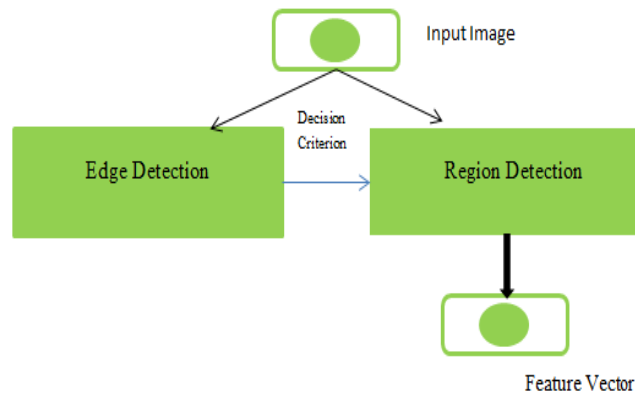 Input Image
Decision
Criterion
Edge Detection
Region Detection
Feature Vector